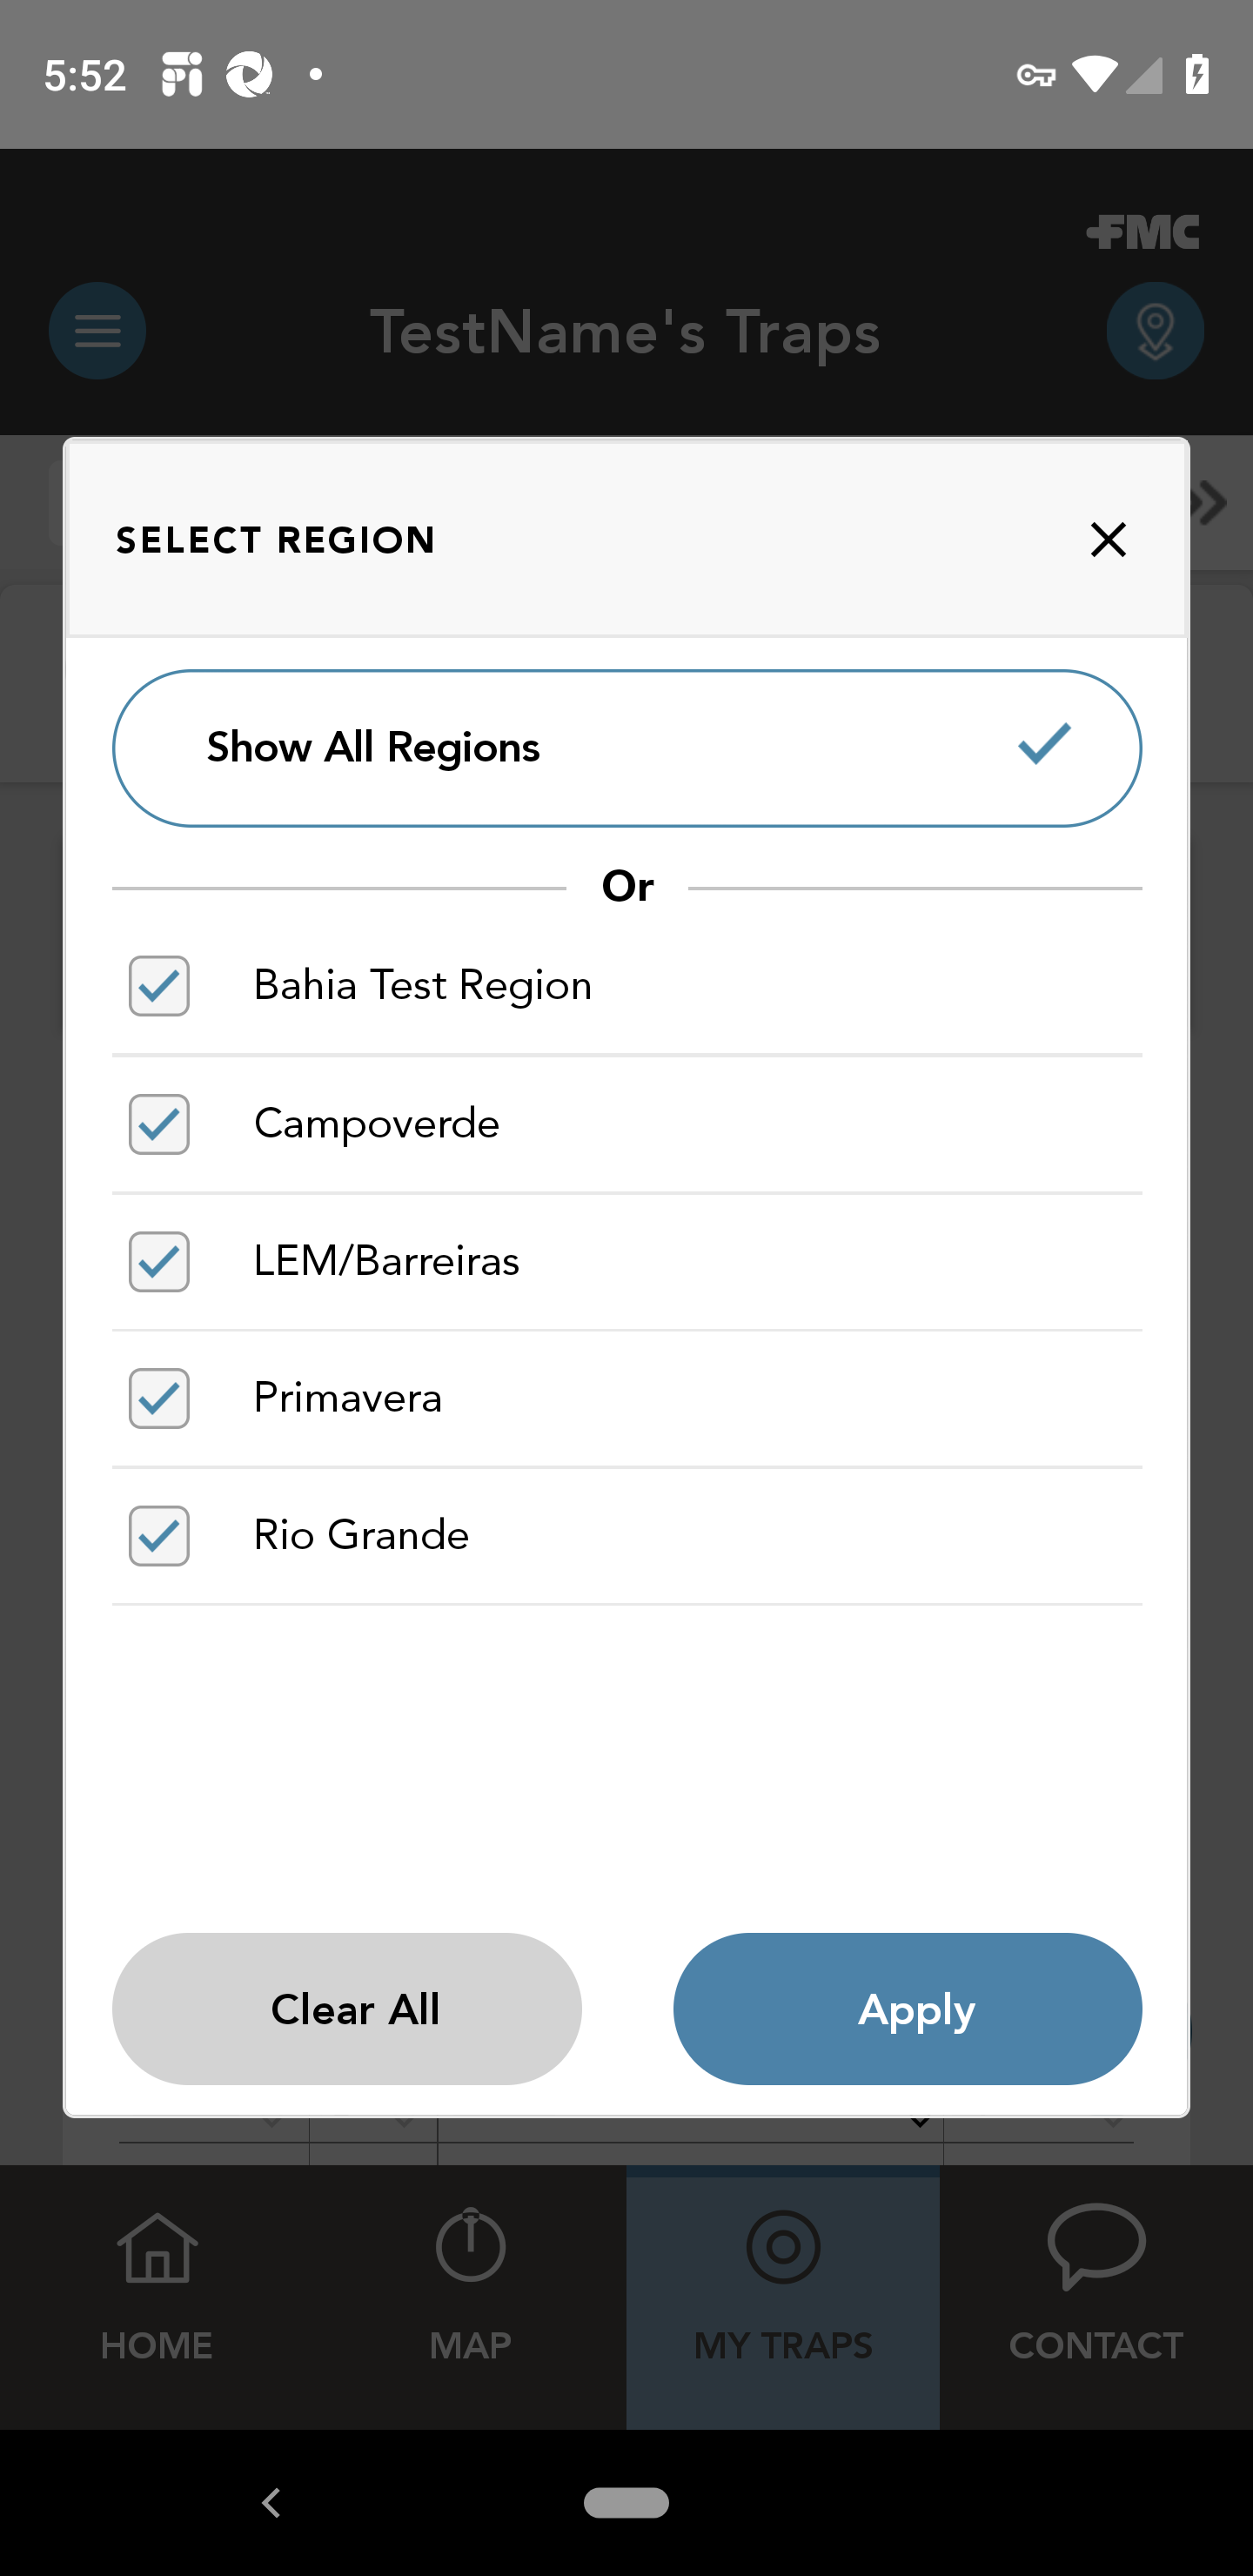 5:52
FMC
TestName's Traps
SELECT REGION
Show All Regions
Or
Bahia Test Region
Campoverde
LEM/Barreiras
Primavera
Rio Grande
Clear All
Apply
HOME
MAP
MY TRAPS
CONTACT